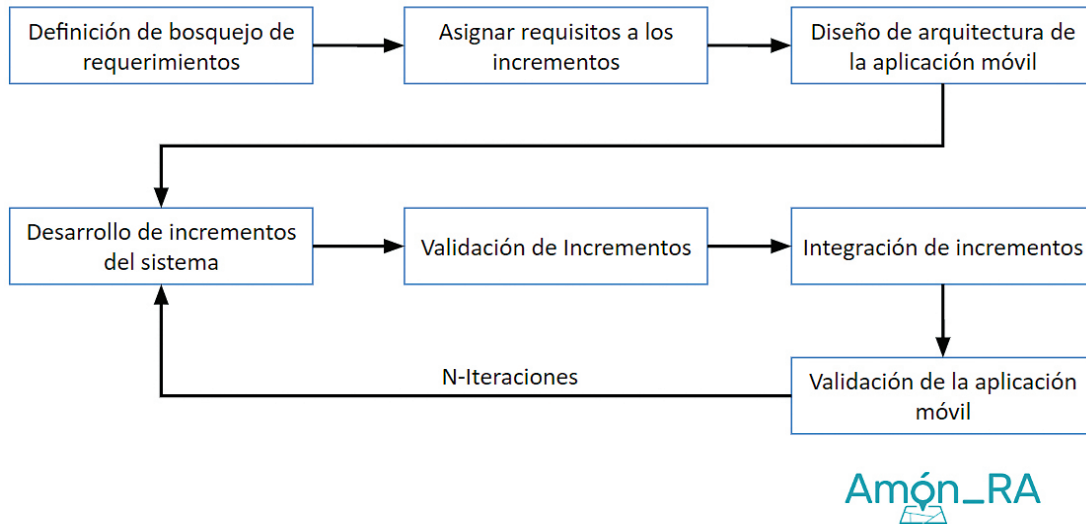 Definición de bosquejo de
requerimientos
Asignar requisitos a los
incrementos
Diseño de arquitectura de
la aplicación móvil
Desarrollo de incrementos
del sistema
Validación de Incrementos
Integración de incrementos
N-Iteraciones
Validación de la aplicación
móvil
Amón_RA